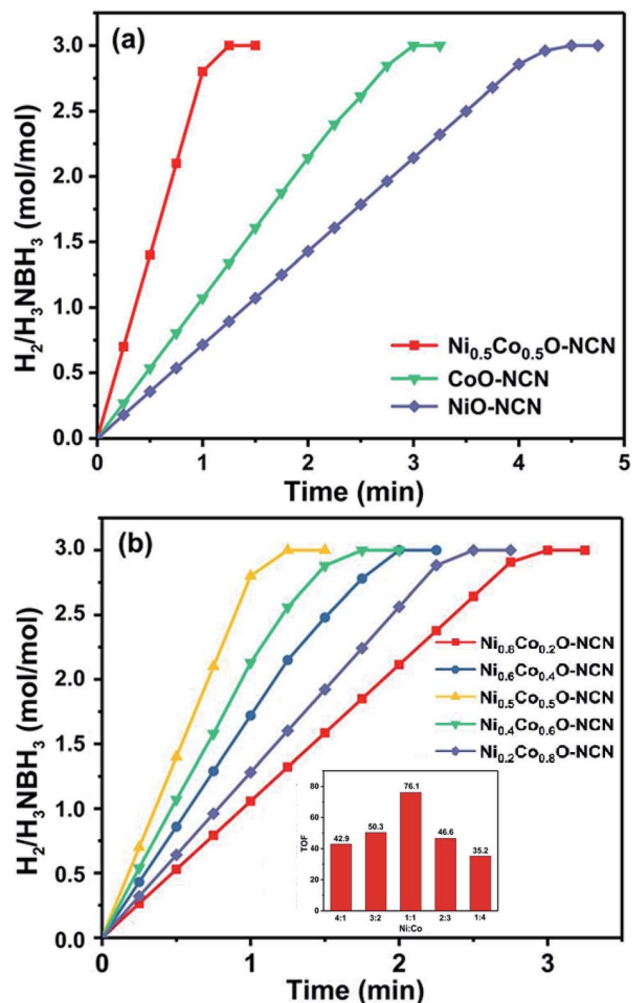 (a)
H₂/H₃NBH₃ (mol/mol)
3.0
2.5
2.0
1.5
1.0
0.5
0.0
Ni₀.₅Co₀.₅O-NCN
CoO-NCN
NiO-NCN
0 1 2 3 4 5
Time (min)
(b)
H₂/H₃NBH₃ (mol/mol)
3.0
2.5
2.0
1.5
1.0
0.5
0.0
Ni₀.₈Co₀.₂O-NCN
Ni₀.₆Co₀.₄O-NCN
Ni₀.₅Co₀.₅O-NCN
Ni₀.₄Co₀.₆O-NCN
Ni₀.₂Co₀.₈O-NCN
TOF
80
60
40
20
0
42.9 50.3 76.1 46.6 35.2
4:1 3:2 1:1 2:3 1:4
Ni:Co
0 1 2 3
Time (min)